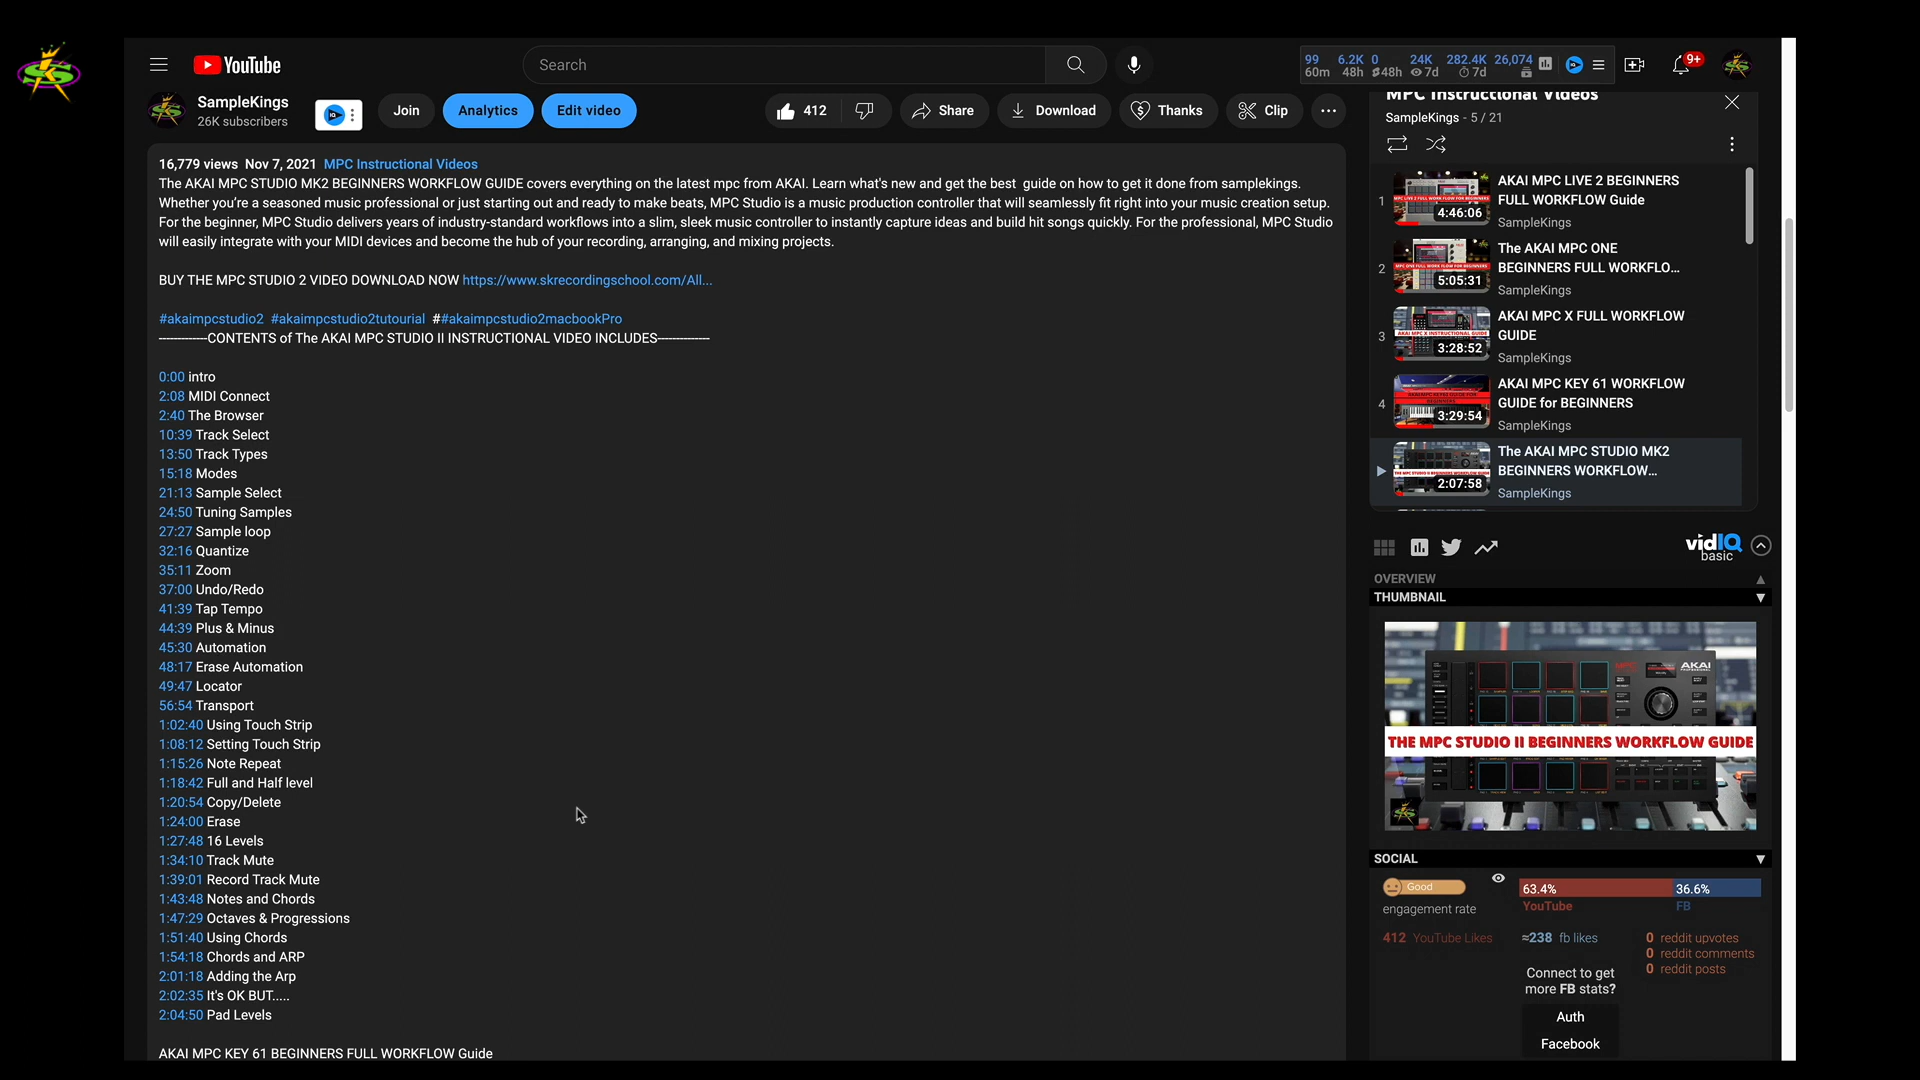 YouTube
Search
99 6.2K 0 24K 282.4K 26,074
60m 48h 48h 7d 7d
9+
SampleKings
26K subscribers
Join
Analytics
Edit video
412
Share
Download
Thanks
Clip
16,779 views Nov 7, 2021 MPC Instructional Videos
The AKAI MPC STUDIO MK2 BEGINNERS WORKFLOW GUIDE covers everything on the latest mpc from AKAI. Learn what's new and get the best guide on how to get it done from samplekings.
Whether you're a seasoned music professional or just starting out and ready to make beats, MPC Studio is a music production controller that will seamlessly fit right into your music creation setup.
For the beginner, MPC Studio delivers years of industry-standard workflows into a slim, sleek music controller to instantly capture ideas and build hit songs quickly. For the professional, MPC Studio
will easily integrate with your MIDI devices and become the hub of your recording, arranging, and mixing projects.
BUY THE MPC STUDIO 2 VIDEO DOWNLOAD NOW https://www.skrecordingschool.com/All...
#akaimpcstudio2 #akaimpcstudio2tutourial ##akaimpcstudio2macbookPro
-------------CONTENTS of The AKAI MPC STUDIO II INSTRUCTIONAL VIDEO INCLUDES--------------
0:00 intro
2:08 MIDI Connect
2:40 The Browser
10:39 Track Select
13:50 Track Types
15:18 Modes
21:13 Sample Select
24:50 Tuning Samples
27:27 Sample loop
32:16 Quantize
35:11 Zoom
37:00 Undo/Redo
41:39 Tap Tempo
44:39 Plus & Minus
45:30 Automation
48:17 Erase Automation
49:47 Locator
56:54 Transport
1:02:40 Using Touch Strip
1:08:12 Setting Touch Strip
1:15:26 Note Repeat
1:18:42 Full and Half level
1:20:54 Copy/Delete
1:24:00 Erase
1:27:48 16 Levels
1:34:10 Track Mute
1:39:01 Record Track Mute
1:43:48 Notes and Chords
1:47:29 Octaves & Progressions
1:51:40 Using Chords
1:54:18 Chords and ARP
2:01:18 Adding the Arp
2:02:35 It's OK BUT.....
2:04:50 Pad Levels
AKAI MPC KEY 61 BEGINNERS FULL WORKFLOW Guide
MPC Instructional Videos
SampleKings - 5 / 21
1
4:46:06
AKAI MPC LIVE 2 BEGINNERS
FULL WORKFLOW Guide
SampleKings
2
5:05:31
The AKAI MPC ONE
BEGINNERS FULL WORKFLO...
SampleKings
3
3:28:52
AKAI MPC X FULL WORKFLOW
GUIDE
SampleKings
4
3:29:54
AKAI MPC KEY 61 WORKFLOW
GUIDE for BEGINNERS
SampleKings
2:07:58
The AKAI MPC STUDIO MK2
BEGINNERS WORKFLOW...
SampleKings
vidIQ
basic
OVERVIEW
THUMBNAIL
AKAI
THE MPC STUDIO II BEGINNERS WORKFLOW GUIDE
SOCIAL
Good
engagement rate
63.4% 36.6%
YouTube FB
412 YouTube Likes
≈238 fb likes
0 reddit upvotes
0 reddit comments
0 reddit posts
Connect to get
more FB stats?
Auth
Facebook